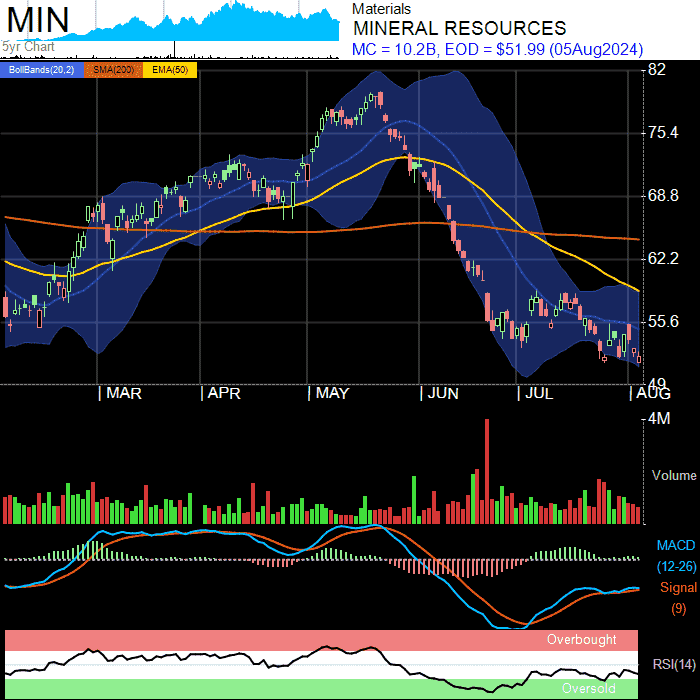 MIN
5yr Chart
Materials
MINERAL RESOURCES
MC = 10.2B, EOD = $51.99 (05Aug2024)
BollBands(20,2) SMA(200) EMA(50)
82
75.4
68.8
62.2
55.6
49
MAR APR MAY JUN JUL AUG
4M
Volume
MACD
(12-26)
Signal
(9)
Overbought
RSI(14)
Oversold